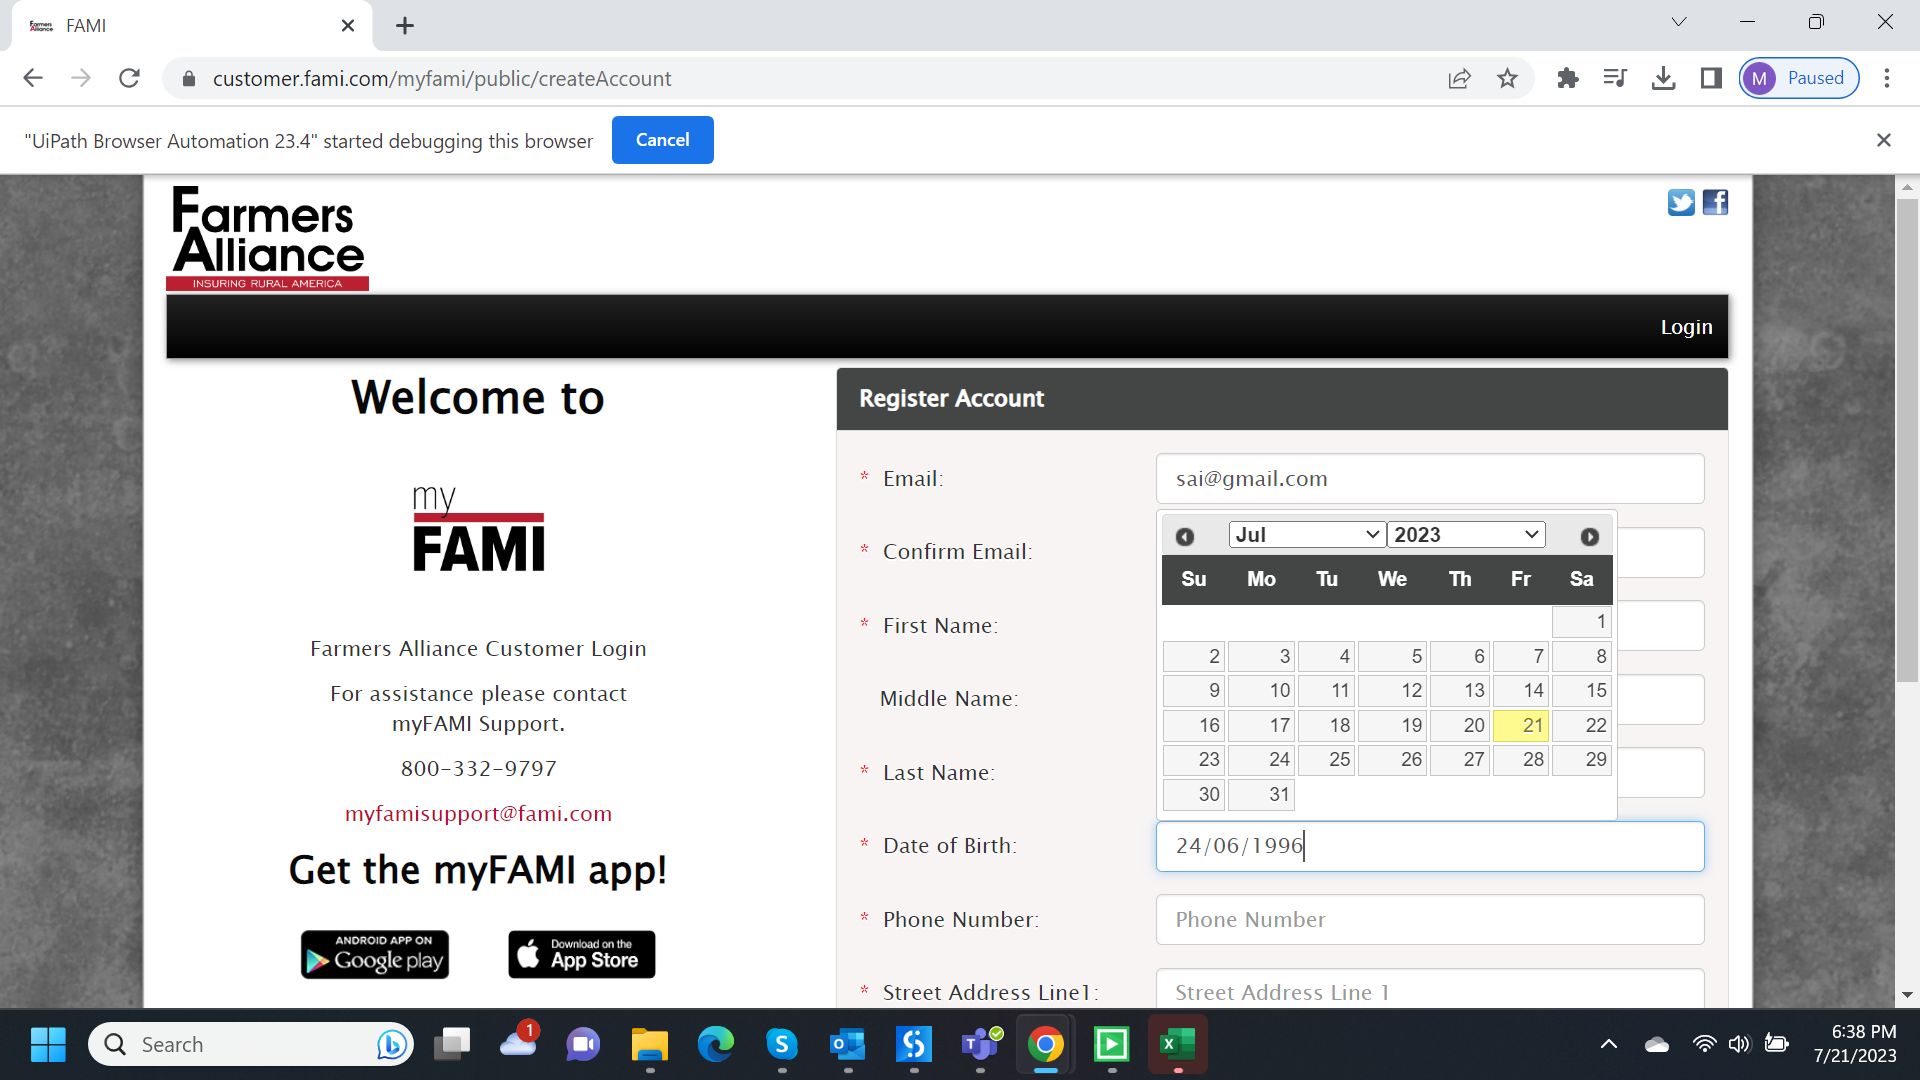 FAMI
customer.fami.com/myfami/public/createAccount
M Paused
"UiPath Browser Automation 23.4" started debugging this browser
Cancel
Farmers
Alliance
INSURING RURAL AMERICA
Login
Welcome to
my
FAMI
Farmers Alliance Customer Login
For assistance please contact
myFAMI Support.
800-332-9797
myfamisupport@fami.com
Get the myFAMI app!
ANDROID APP ON
Google play
Download on the
App Store
Register Account
* Email: sai@gmail.com
* Confirm Email:
* First Name:
Middle Name:
* Last Name:
Jul 2023
Su Mo Tu We Th Fr Sa
1
2 3 4 5 6 7 8
9 10 11 12 13 14 15
16 17 18 19 20 21 22
23 24 25 26 27 28 29
30 31
* Date of Birth: 24/06/1996
* Phone Number: Phone Number
* Street Address Line1: Street Address Line 1
Search
1
6:38 PM
7/21/2023